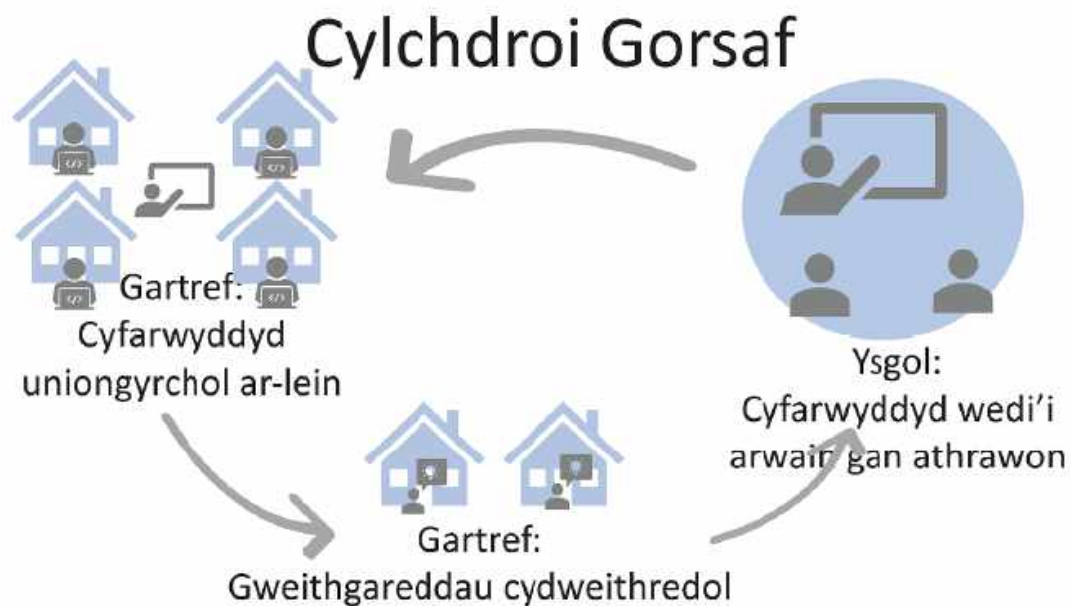 Cylchdroi Gorsaf
Gartref:
Cyfarwyddyd
uniongyrchol ar-lein
Ysgol:
Cyfarwyddyd wedi'i
arwain gan athrawon
Gartref:
Gweithgareddau cydweithredol